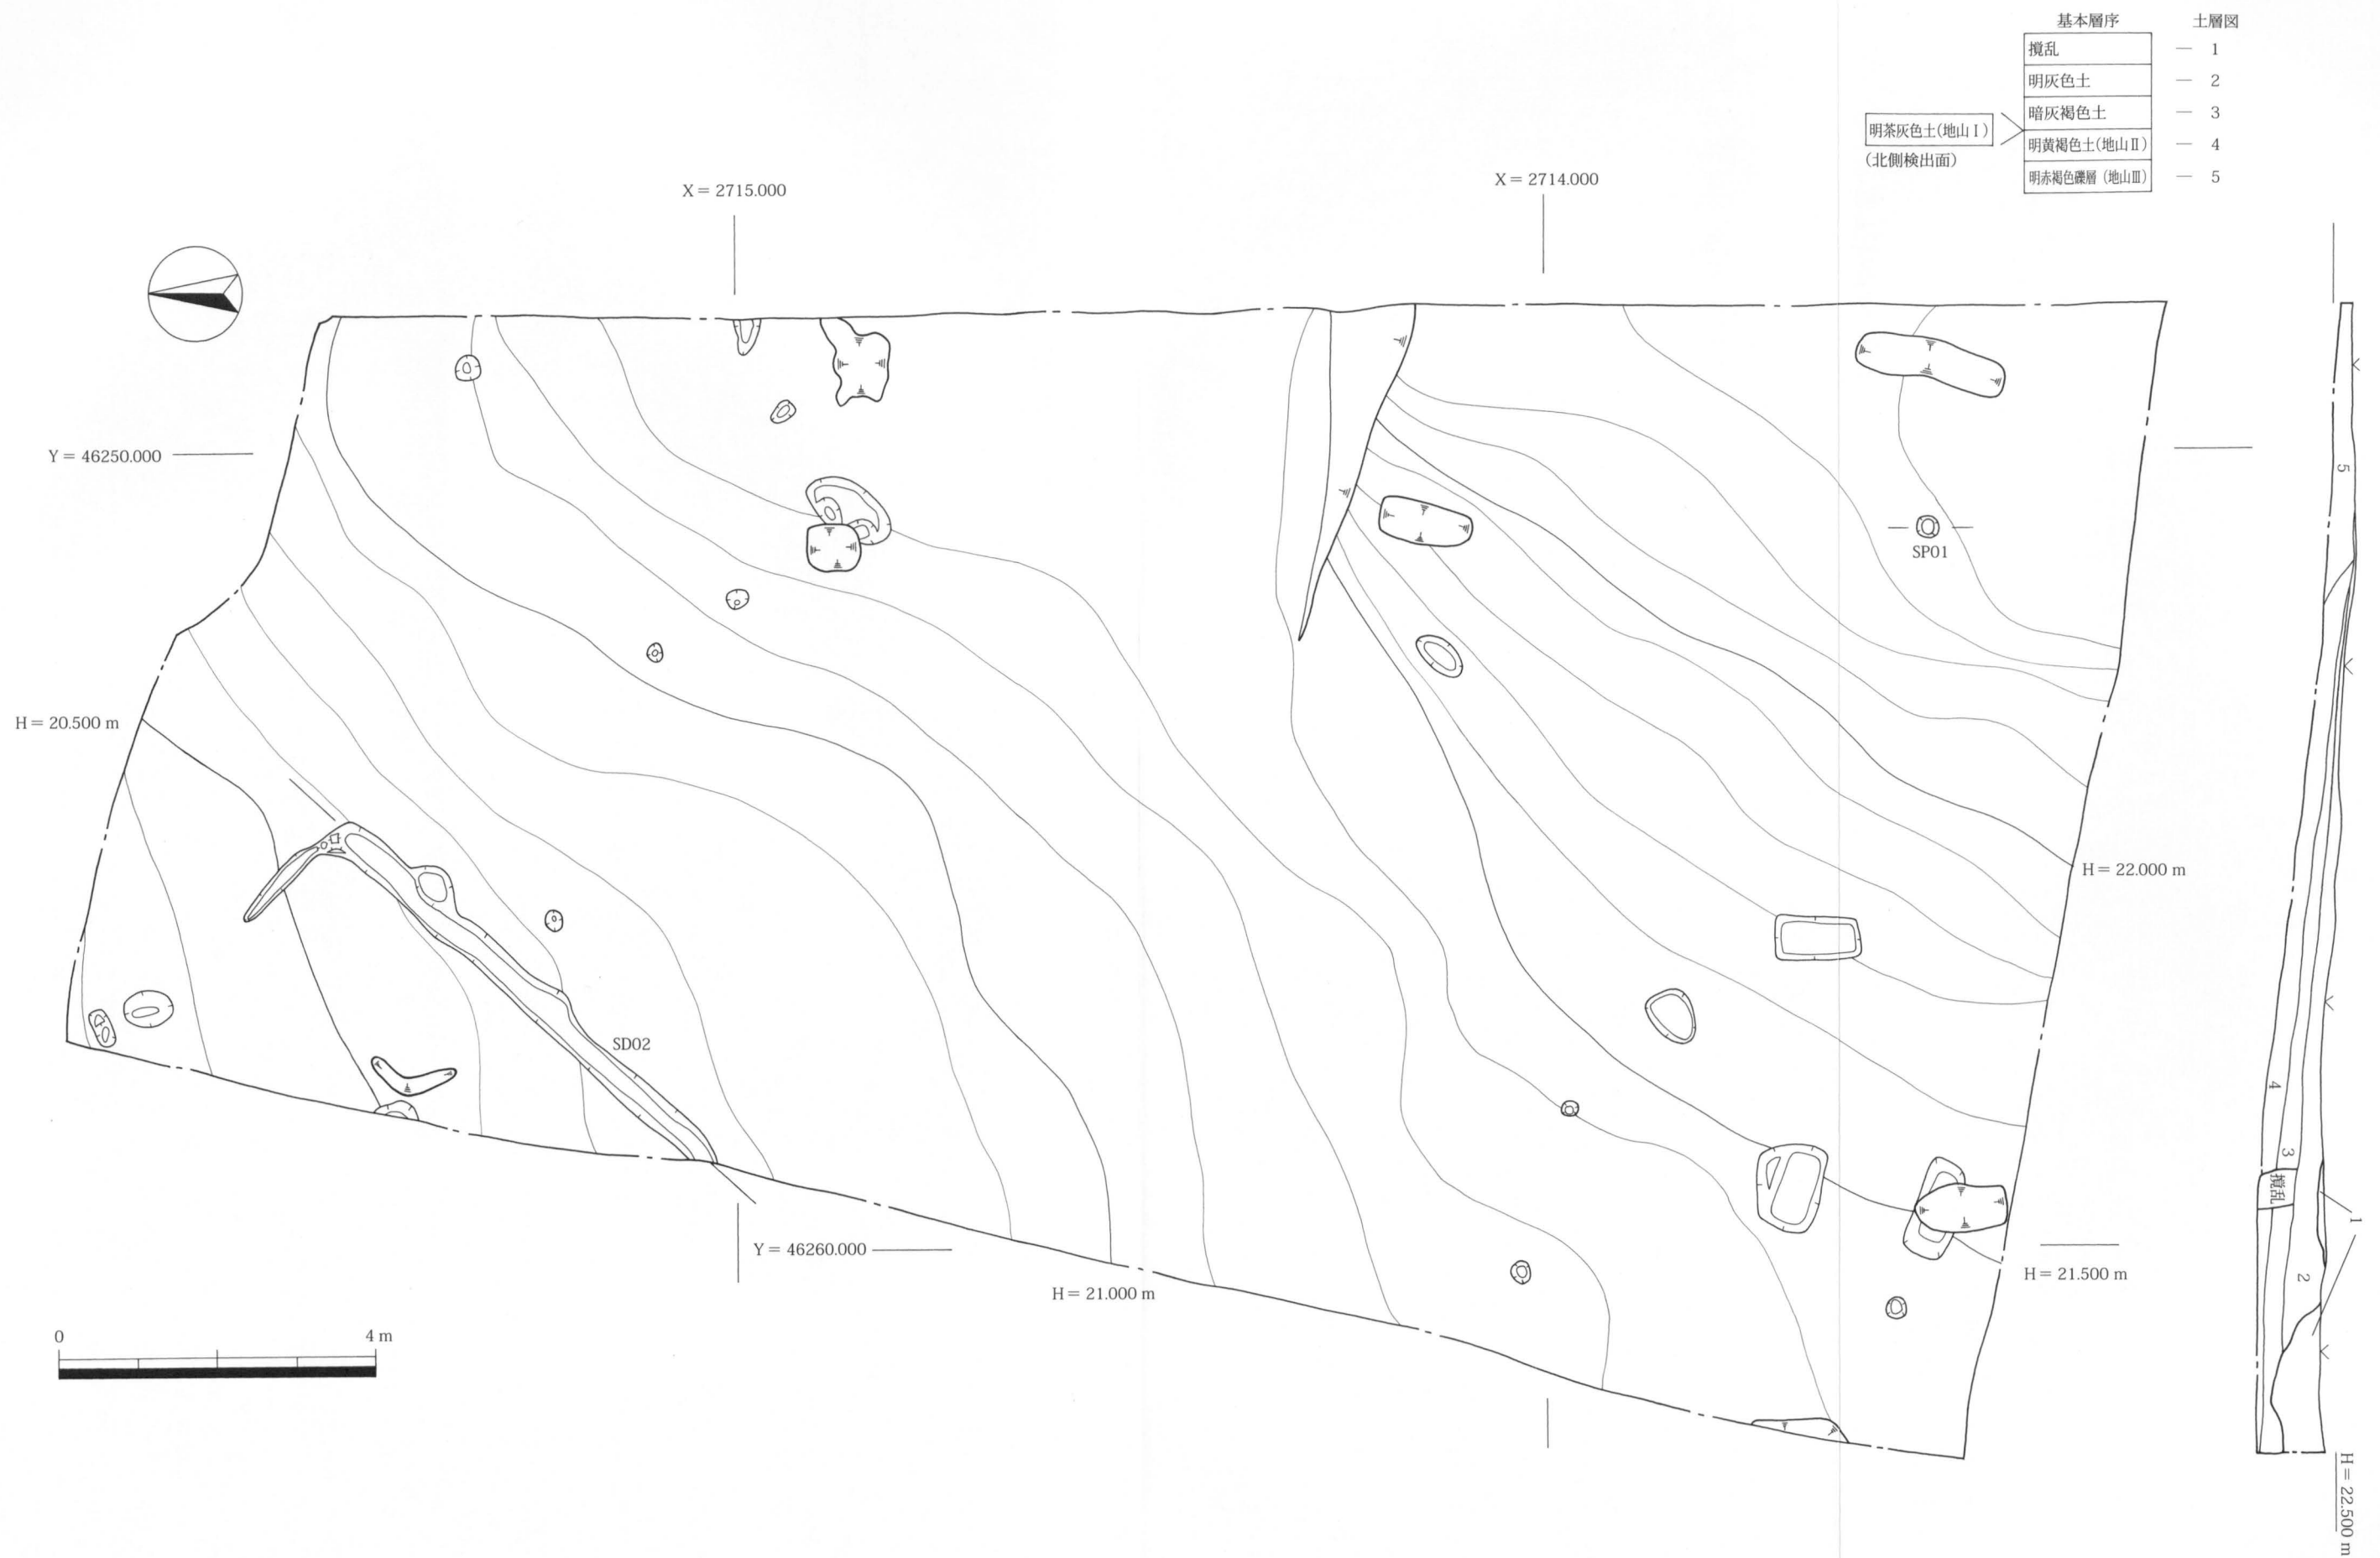 基本層序 土層図
攪乱 — 1
明灰色土 — 2
暗灰褐色土 — 3
明茶灰色土(地山Ⅰ)
(北側検出面)
明黄褐色土(地山Ⅱ) — 4
明赤褐色礫層(地山Ⅲ) — 5
X = 2715.000
X = 2714.000
Y = 46250.000
5
SP01
H = 20.500 m
H = 22.000 m
SD02
4
3
攪乱
1
2
Y = 46260.000
H = 21.500 m
H = 21.000 m
0 4 m
H = 22.500 m